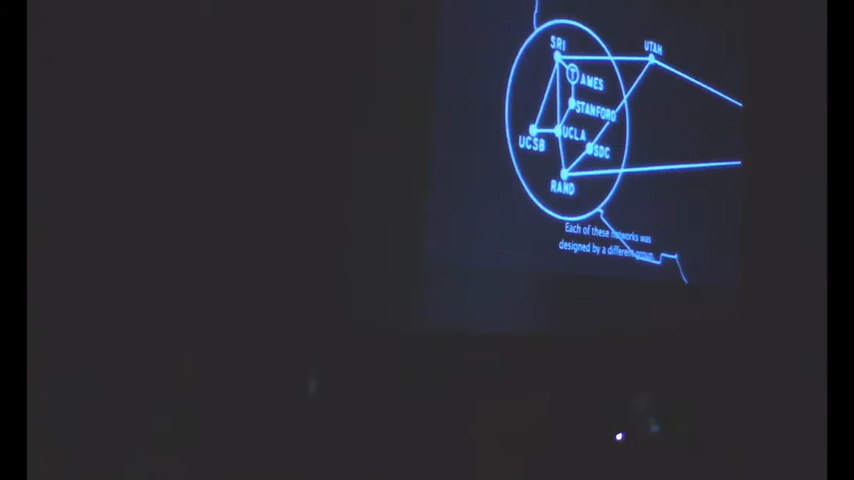 SRI
UTAH
T
AMES
STANFORD
UCLA
UCSB
SDC
RAND
Each of these networks was
designed by a different group.